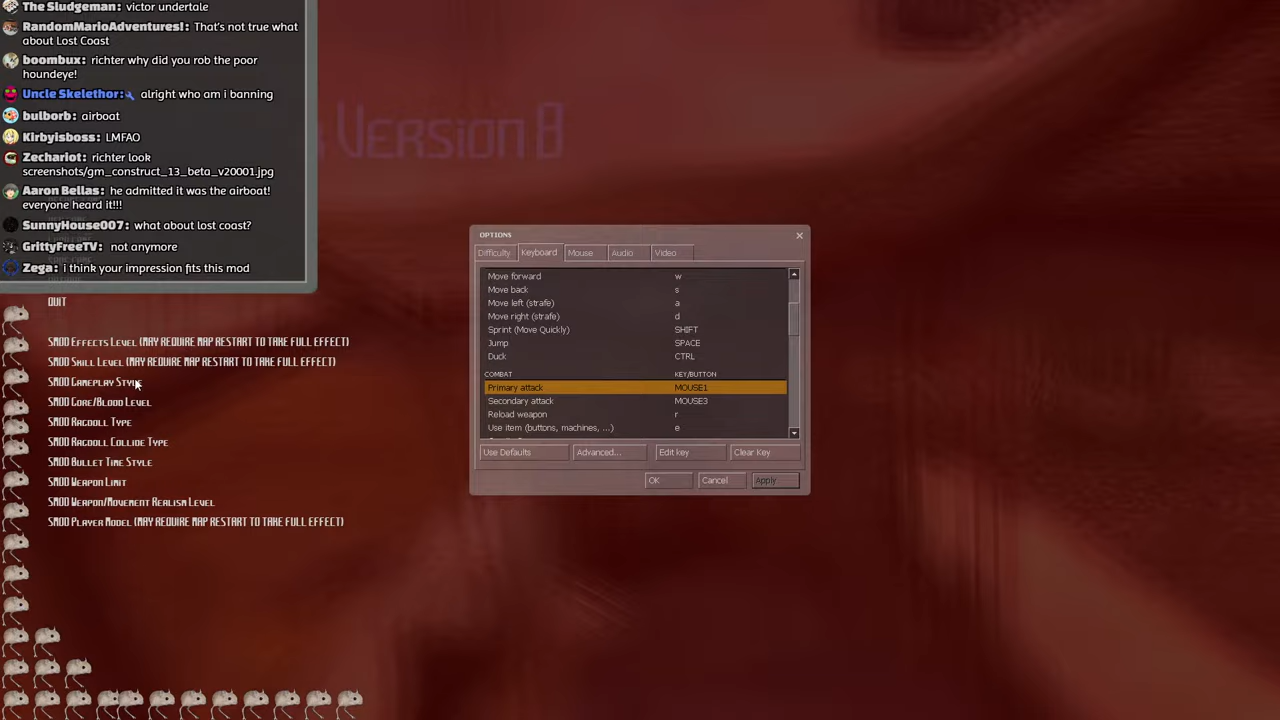 The Sludgeman: victor undertale
RandomMarioAdventures!: That's not true what
about Lost Coast
boombux: richter why did you rob the poor
houndeye!
Uncle Skelethor: alright who am i banning
bulborb: airboat
Kirbyisboss: LMFAO
Zechariot: richter look
screenshots/gm_construct_13_beta_v20001.jpg
Aaron Bellas: he admitted it was the airboat!
everyone heard it!!!
SunnyHouse007: what about lost coast?
GrittyFreeTV: not anymore
Zega: i think your impression fits this mod
Version 8
QUIT
SMOD Effects Level (MAY REQUIRE MAP RESTART TO TAKE FULL EFFECT)
SMOD Skill Level (MAY REQUIRE MAP RESTART TO TAKE FULL EFFECT)
SMOD Gameplay Style
SMOD Gore/Blood Level
SMOD Ragdoll Type
SMOD Ragdoll Collide Type
SMOD Bullet Time Style
SMOD Weapon Limit
SMOD Weapon/Movement Realism Level
SMOD Player Model (MAY REQUIRE MAP RESTART TO TAKE FULL EFFECT)
OPTIONS
Difficulty Keyboard Mouse Audio Video
Move forward w
Move back s
Move left (strafe) a
Move right (strafe) d
Sprint (Move Quickly) SHIFT
Jump SPACE
Duck CTRL
COMBAT KEY/BUTTON
Primary attack MOUSE1
Secondary attack MOUSE3
Reload weapon r
Use item (buttons, machines, ...) e
Use Defaults Advanced... Edit key Clear Key
OK Cancel Apply